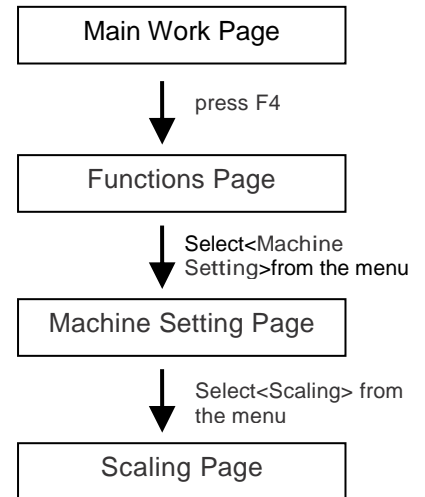 Main Work Page
press F4
Functions Page
Select<Machine
Setting>from the menu
Machine Setting Page
Select<Scaling> from
the menu
Scaling Page